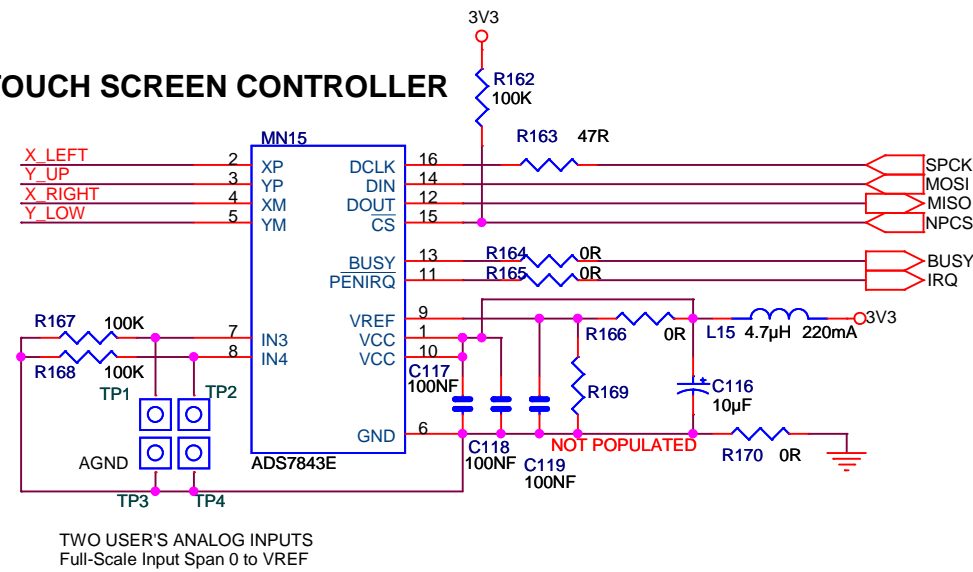 3V3
TOUCH SCREEN CONTROLLER
R162
100K
MN15
R163 47R
X_LEFT 2 XP DCLK 16 SPCK
Y_UP 3 YP DIN 14 MOSI
X_RIGHT 4 XM DOUT 12 MISO
Y_LOW 5 YM CS 15 NPCS
BUSY 13 R164 0R BUSY
PENIRQ 11 R165 0R IRQ
R167 100K 7 IN3 VREF 9 R166 0R L15 4.7µH 220mA 3V3
VCC 1
R168 100K 8 IN4 VCC 10
C117
100NF
R169
C116
10µF
TP1 TP2
GND 6
NOT POPULATED
AGND
ADS7843E
C118
100NF
C119
100NF
R170 0R
TP3 TP4
TWO USER'S ANALOG INPUTS
Full-Scale Input Span 0 to VREF